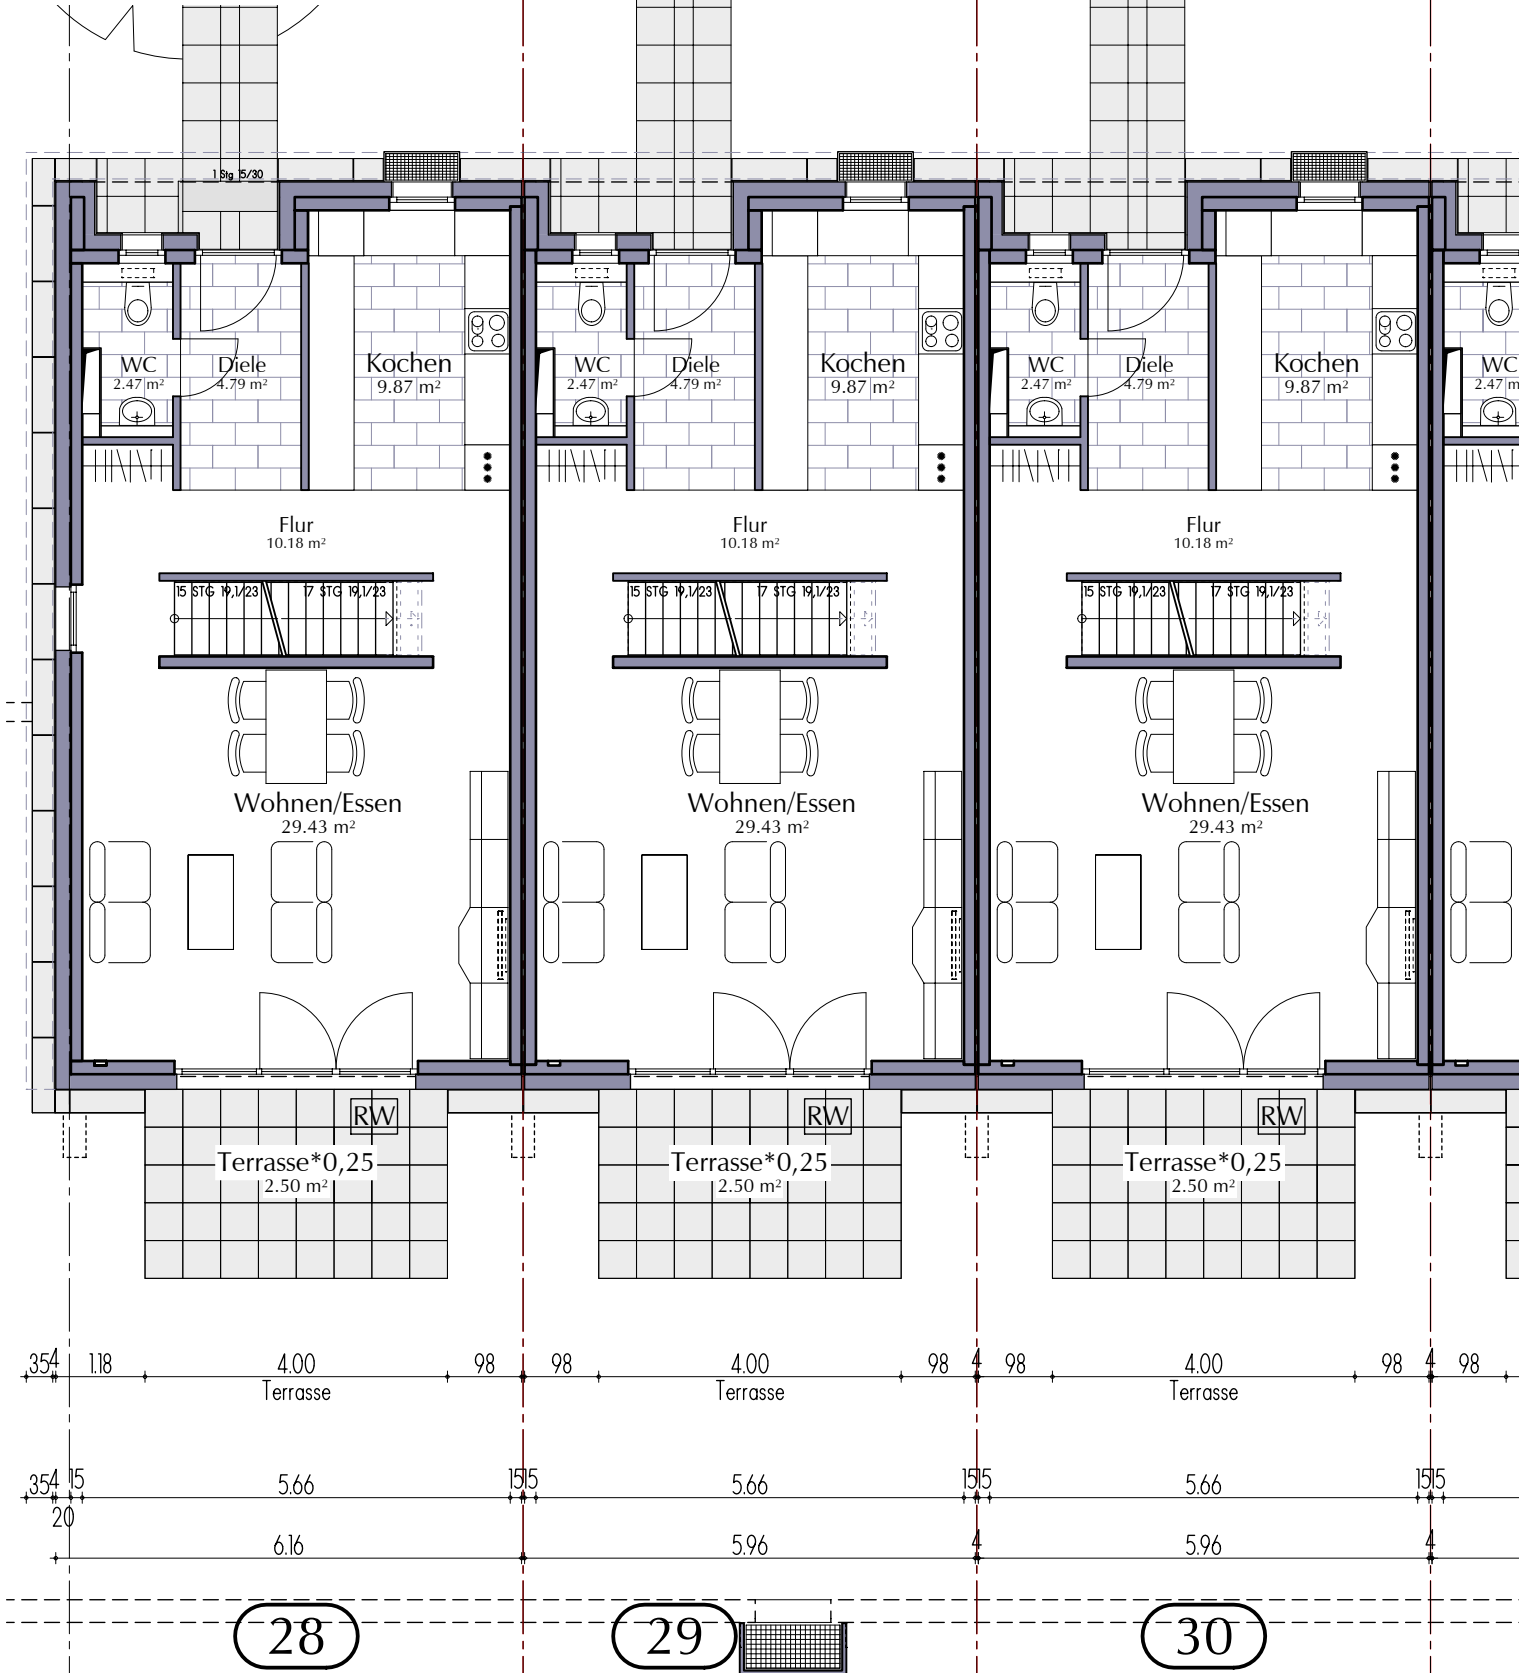 1 Stg 15/30
WC
2.47 m²
Diele
4.79 m²
Kochen
9.87 m²
WC
2.47 m²
Diele
4.79 m²
Kochen
9.87 m²
WC
2.47 m²
Diele
4.79 m²
Kochen
9.87 m²
WC
2.47 m
Flur
10.18 m²
Flur
10.18 m²
Flur
10.18 m²
15 STG 19,1/23 17 STG 19,1/23
15 STG 19,1/23 17 STG 19,1/23
15 STG 19,1/23 17 STG 19,1/23
Wohnen/Essen
29.43 m²
Wohnen/Essen
29.43 m²
Wohnen/Essen
29.43 m²
RW
RW
RW
Terrasse*0,25
2.50 m²
Terrasse*0,25
2.50 m²
Terrasse*0,25
2.50 m²
35 4 1.18 4.00 98 98 4.00 98 4 98 4.00 98 4 98
Terrasse Terrasse Terrasse
35 4 15 5.66 15 15 5.66 15 15 5.66 15 15
20
6.16 5.96 4 5.96 4
28 29 30